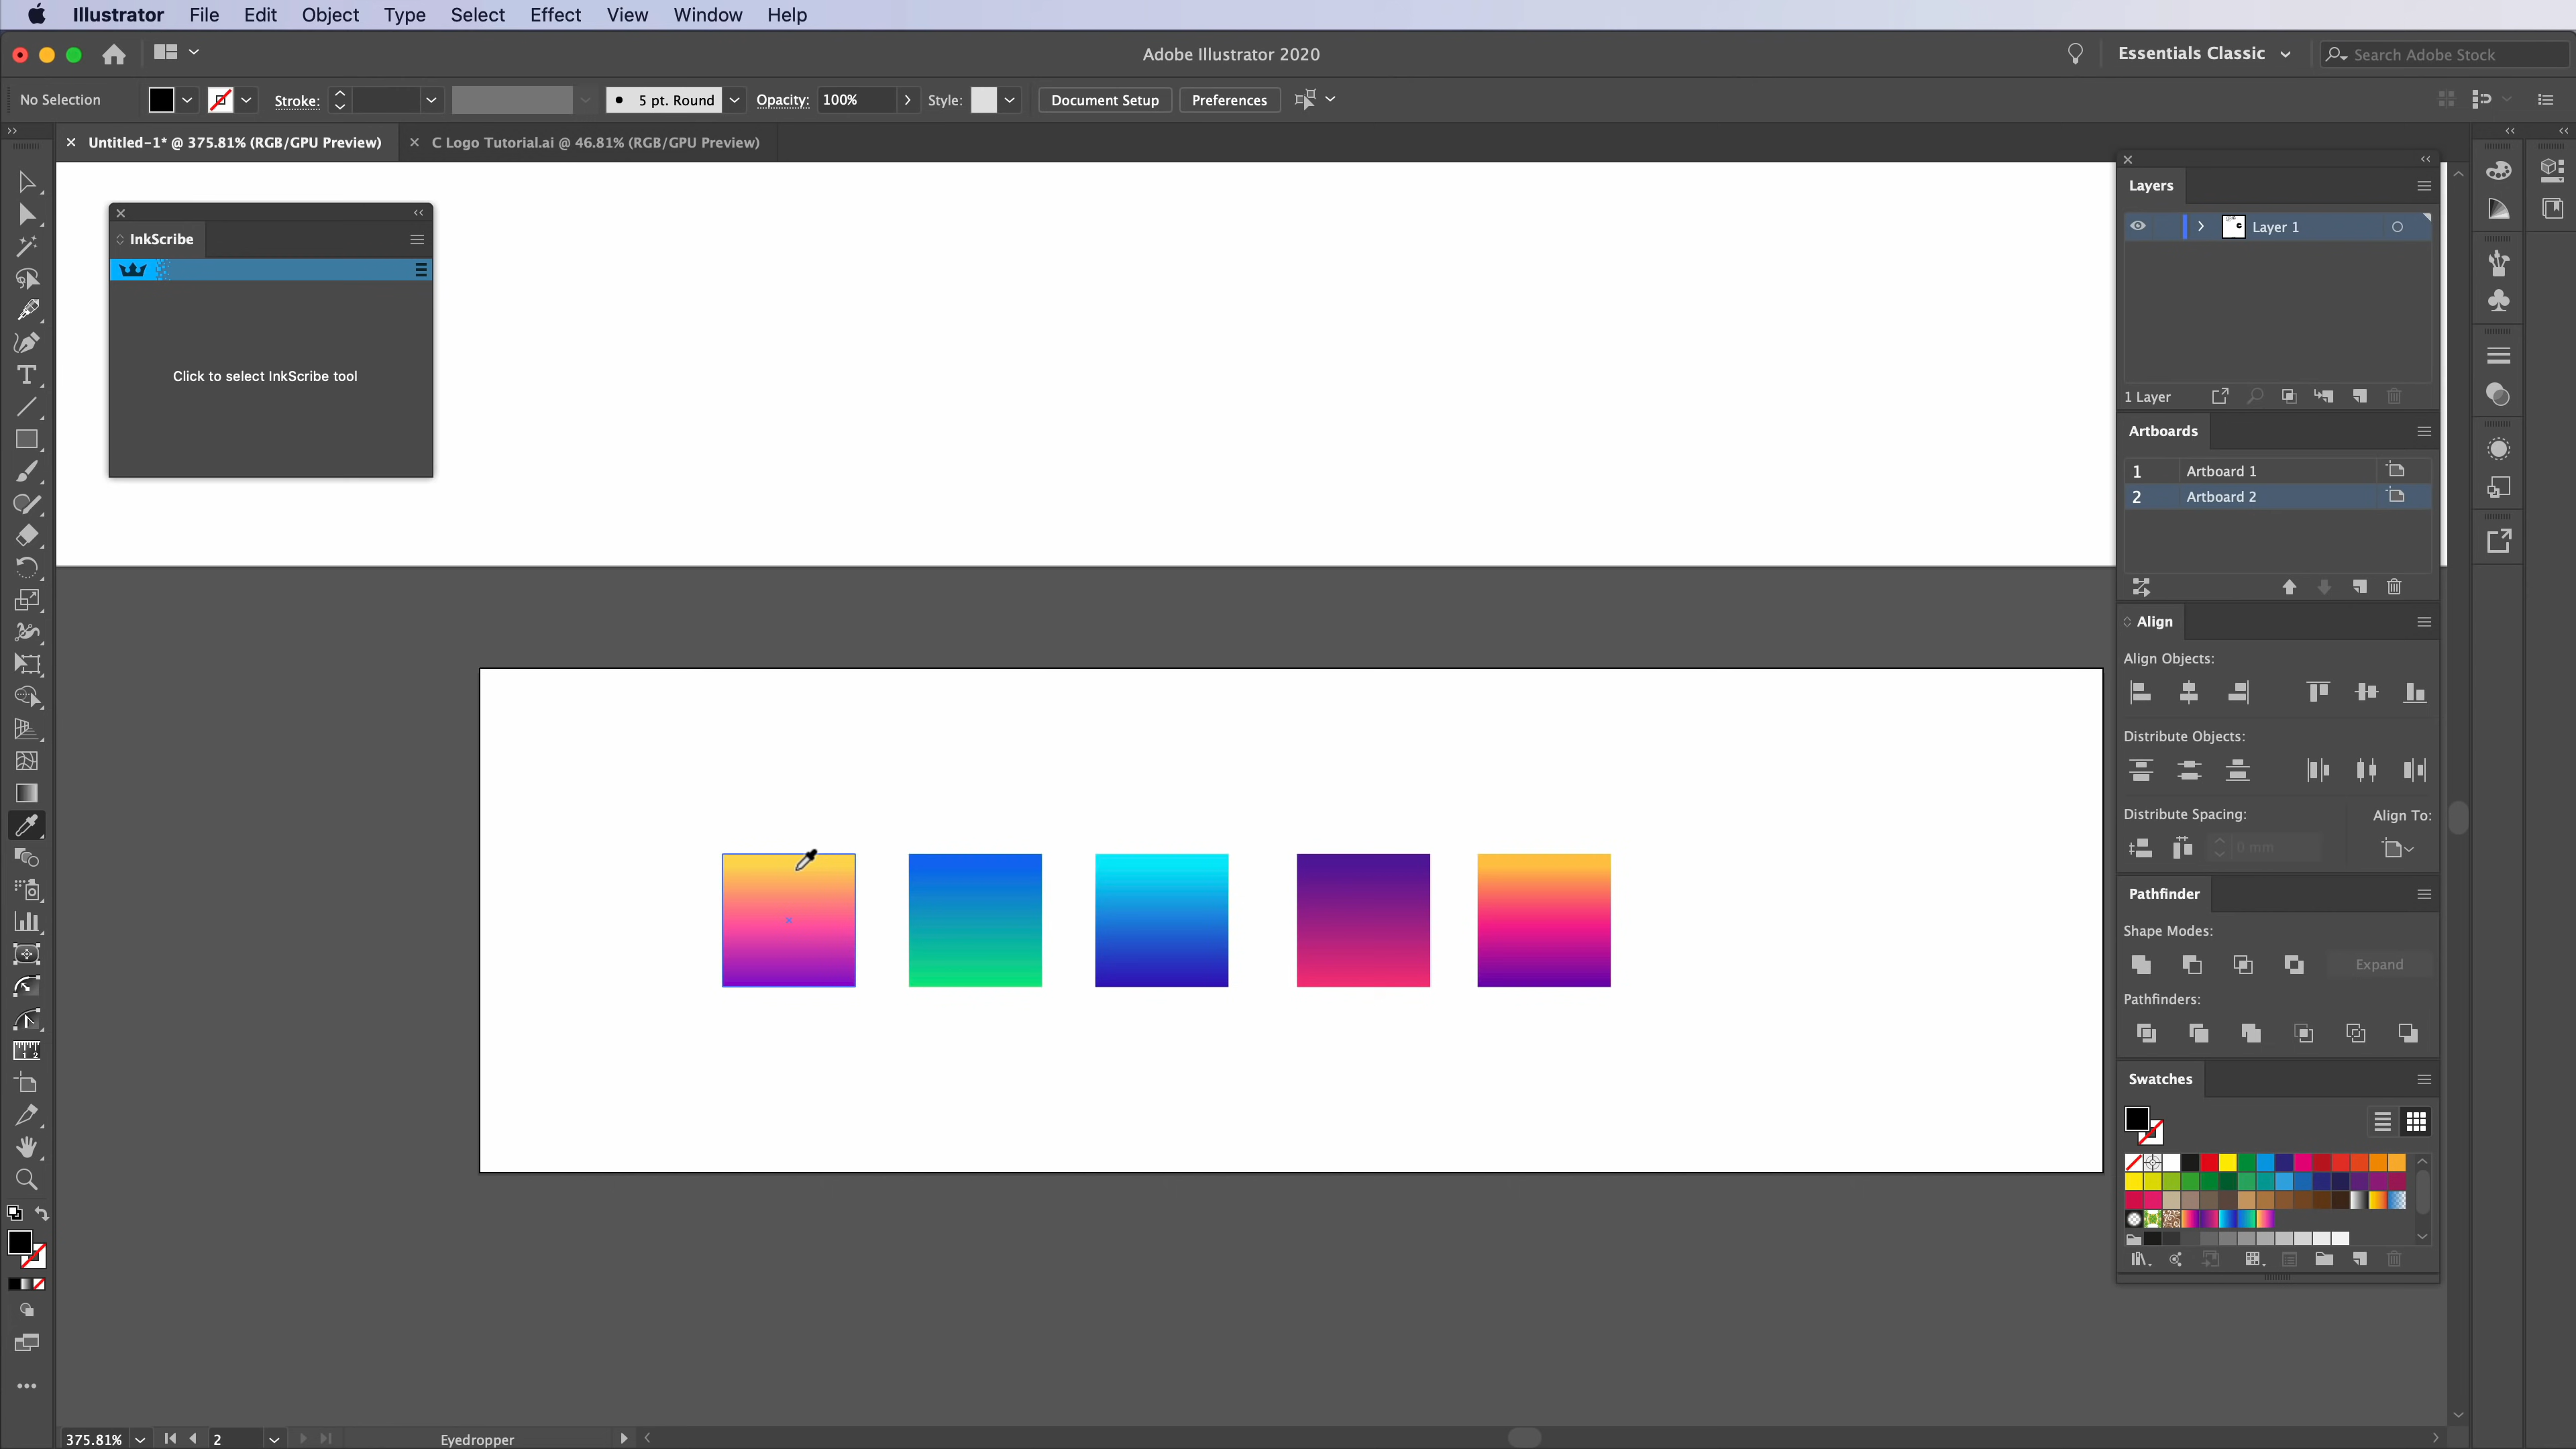 Illustrator File Edit Object Type Select Effect View Window Help
Adobe Illustrator 2020
Essentials Classic
Search Adobe Stock
No Selection
Stroke:
5 pt. Round
Opacity: 100%
Style:
Document Setup
Preferences
Untitled-1* @ 375.81% (RGB/GPU Preview)
C Logo Tutorial.ai @ 46.81% (RGB/GPU Preview)
InkScribe
Click to select InkScribe tool
Layers
Layer 1
1 Layer
Artboards
1 Artboard 1
2 Artboard 2
Align
Align Objects:
Distribute Objects:
Distribute Spacing:
Align To:
0 mm
Pathfinder
Shape Modes:
Expand
Pathfinders:
Swatches
375.81%
2
Eyedropper